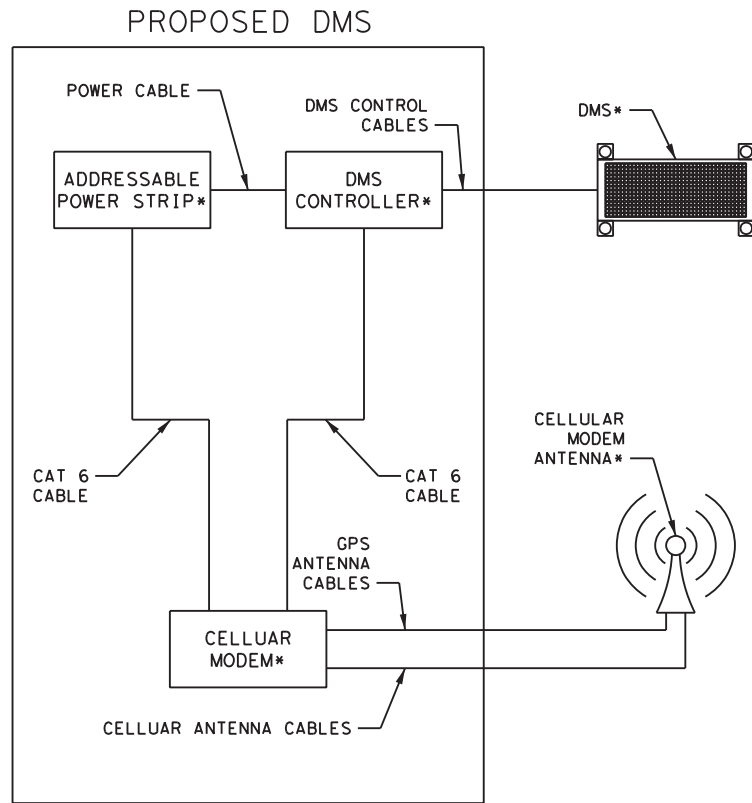 PROPOSED DMS
POWER CABLE
DMS CONTROL
CABLES
DMS*
ADDRESSABLE
POWER STRIP*
DMS
CONTROLLER*
CAT 6
CABLE
CAT 6
CABLE
CELLULAR
MODEM
ANTENNA*
GPS
ANTENNA
CABLES
CELLUAR
MODEM*
CELLUAR ANTENNA CABLES